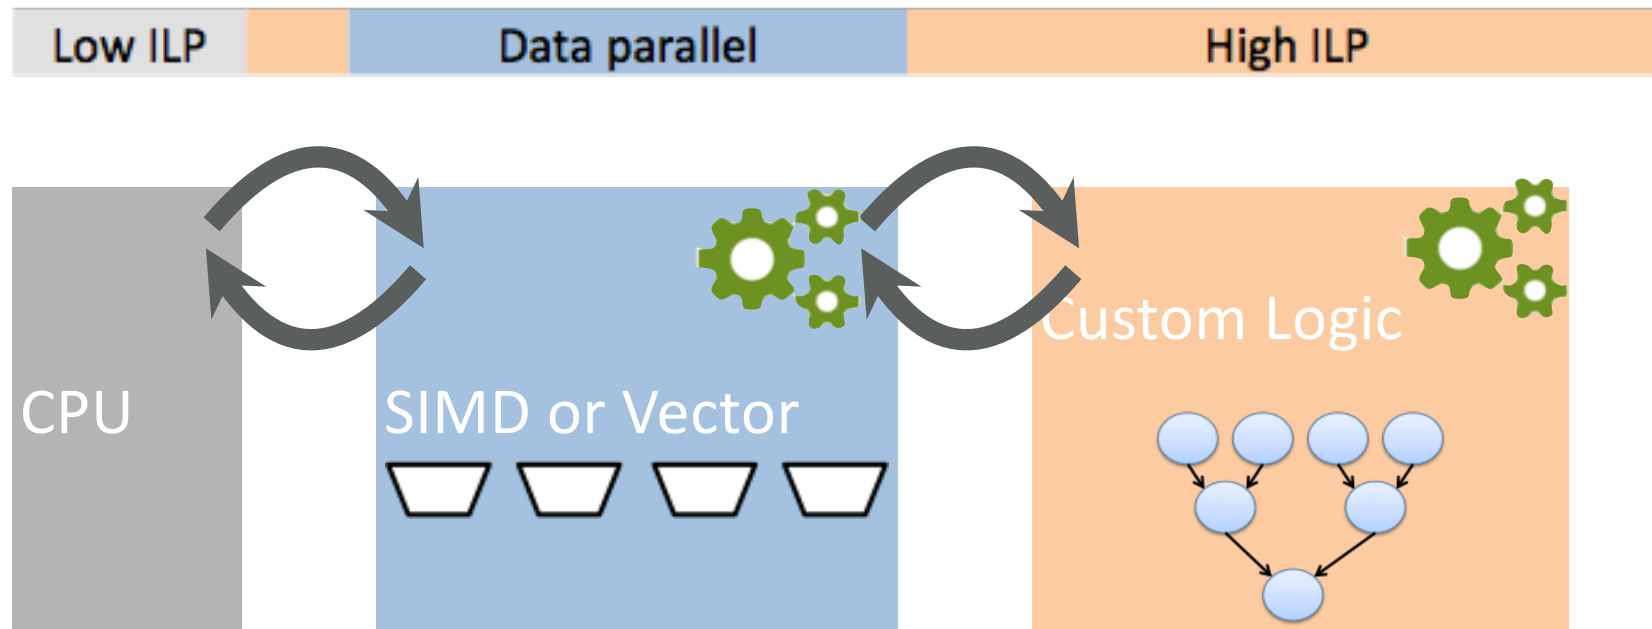 Low ILP
Data parallel
High ILP
Custom Logic
CPU
SIMD or Vector